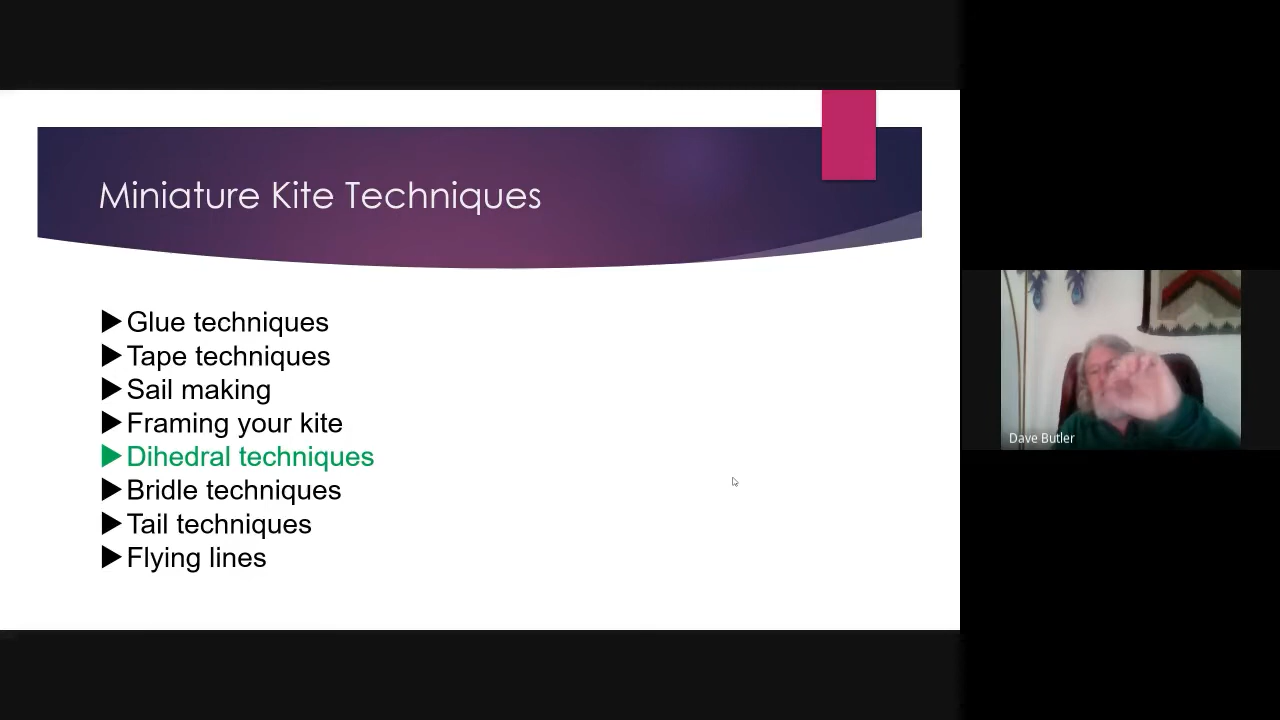 Miniature Kite Techniques
Glue techniques
Tape techniques
Sail making
Framing your kite
Dihedral techniques
Bridle techniques
Tail techniques
Flying lines
Dave Butler